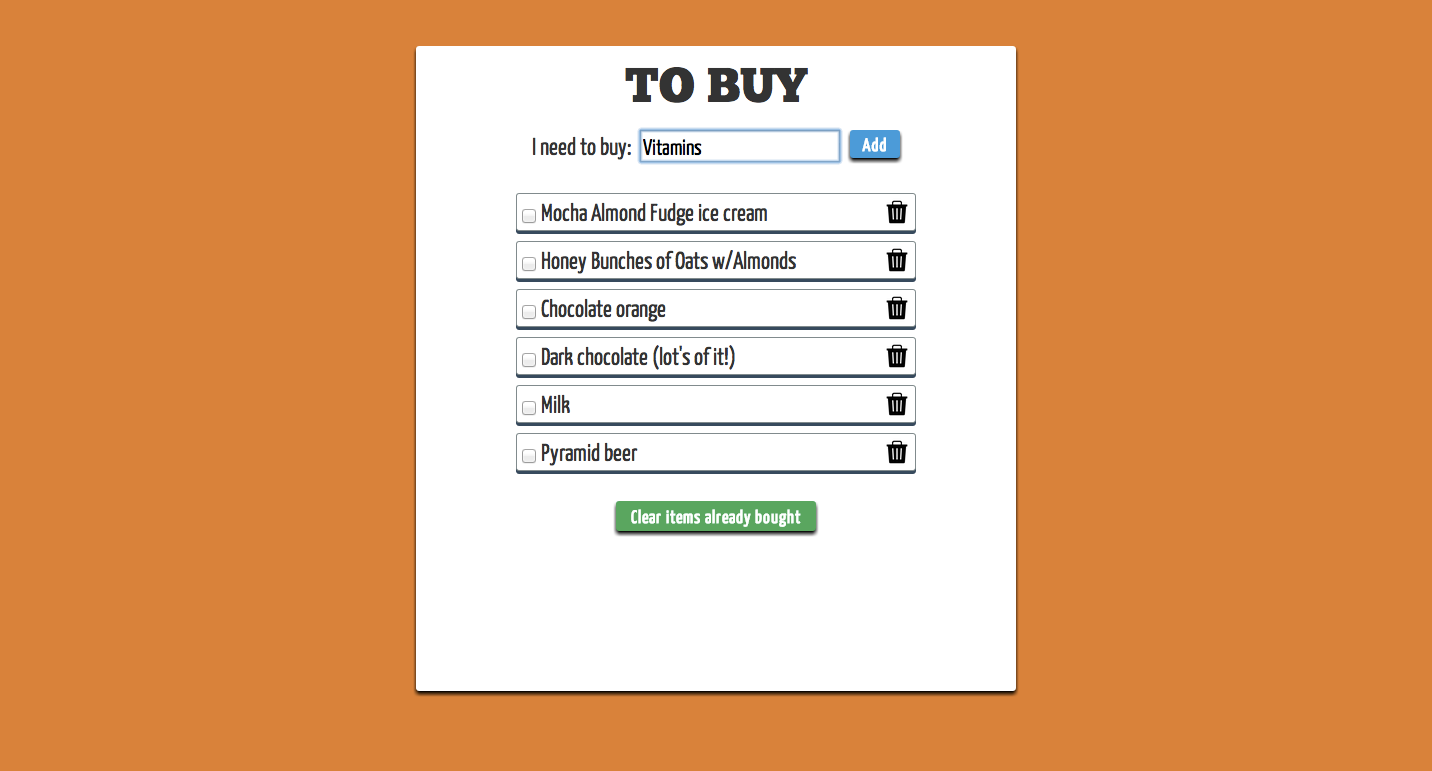 TO BUY
I need to buy: Vitamins Add
Mocha Almond Fudge ice cream
Honey Bunches of Oats w/Almonds
Chocolate orange
Dark chocolate (lot's of it!)
Milk
Pyramid beer
Clear items already bought